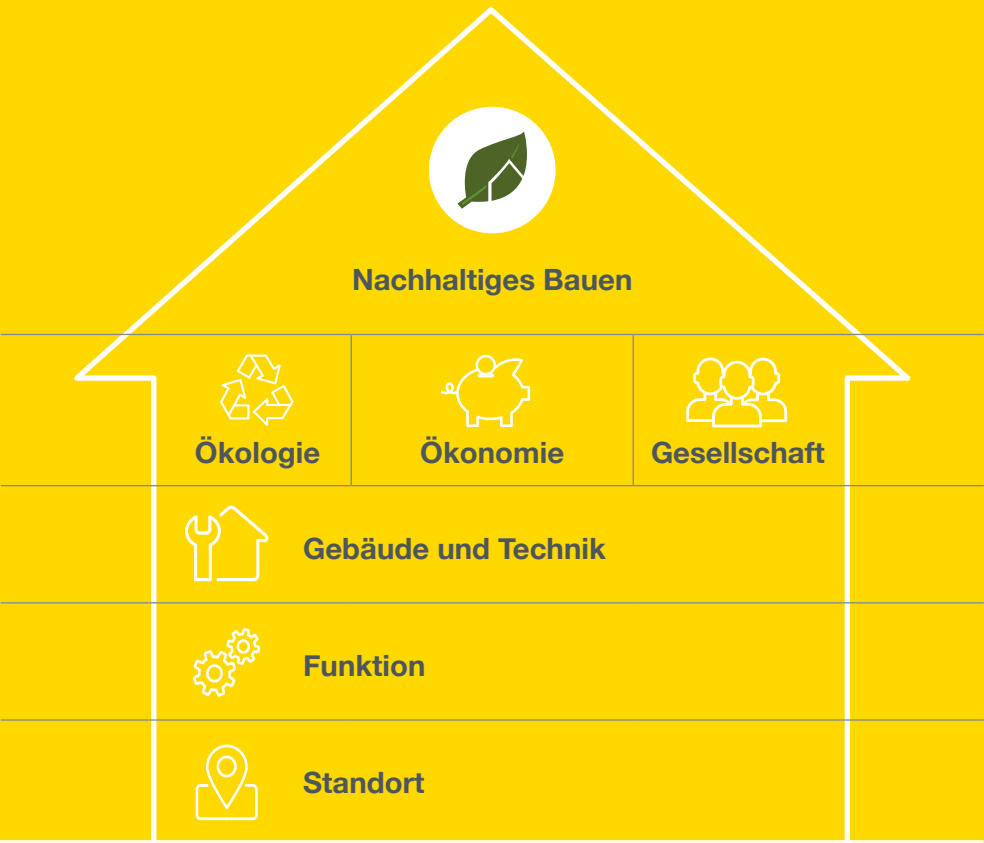 Nachhaltiges Bauen
Ökologie
Ökonomie
Gesellschaft
Gebäude und Technik
Funktion
Standort